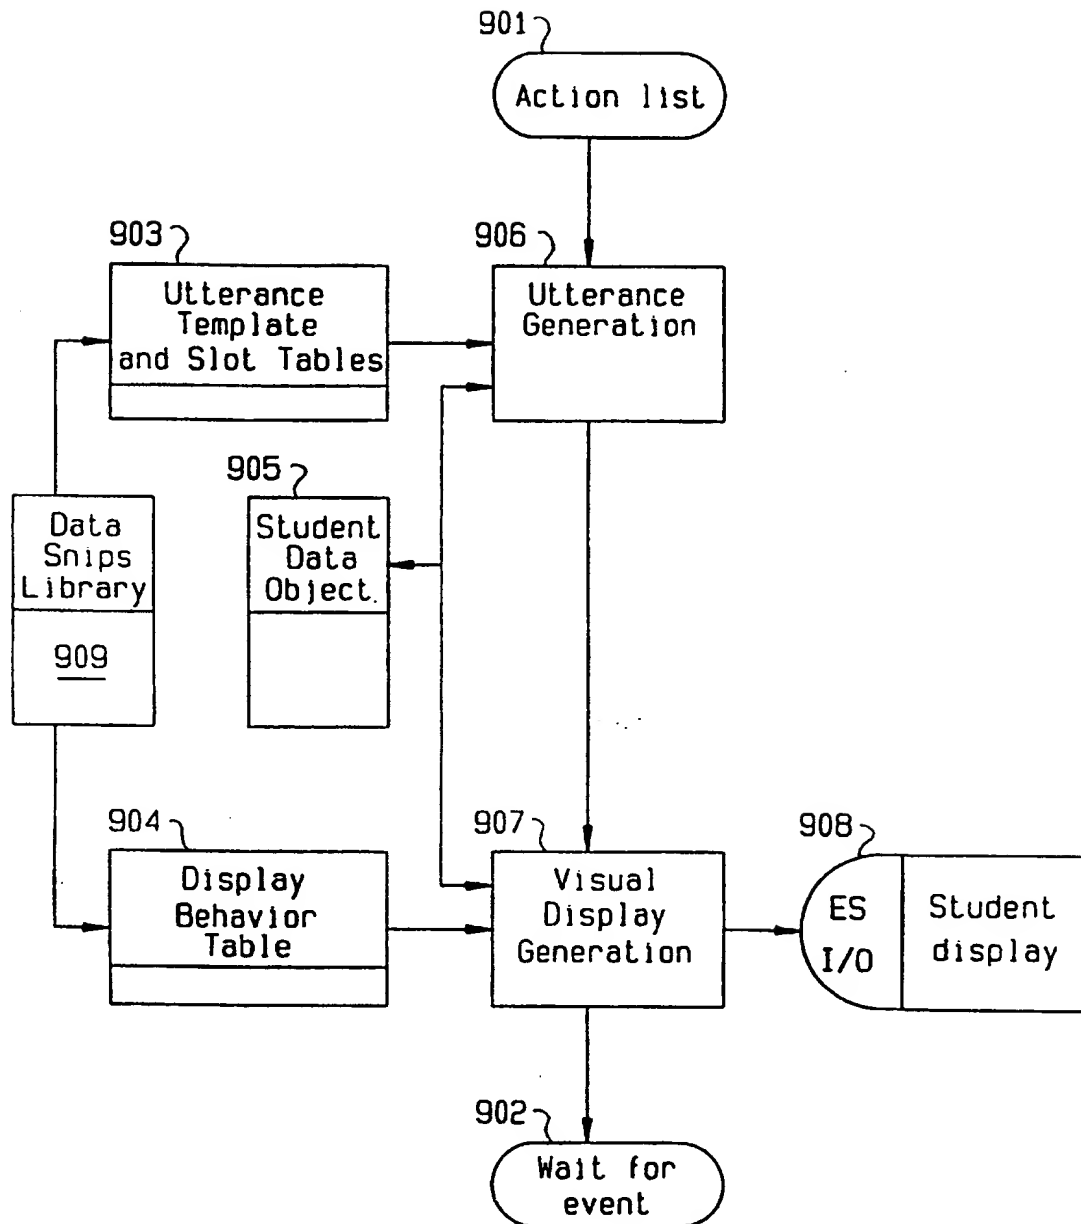 901
Action list
903
Utterance
Template
and Slot Tables
906
Utterance
Generation
905
Student
Data
Object.
Data
Snips
Library
909
904
Display
Behavior
Table
907
Visual
Display
Generation
908
ES
I/O
Student
display
902
Wait for
event